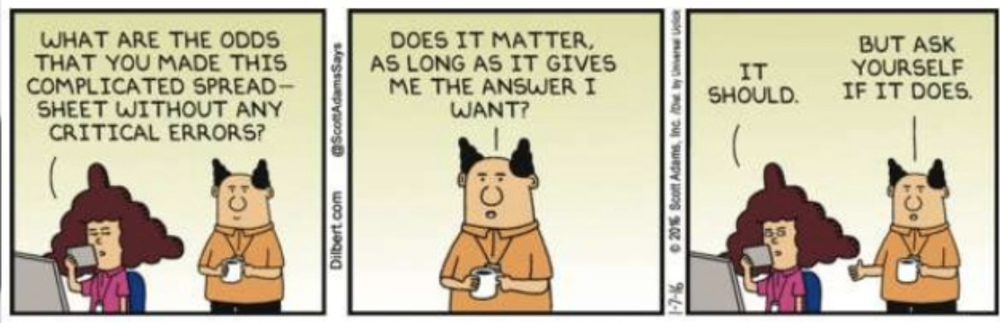 WHAT ARE THE ODDS
THAT YOU MADE THIS
COMPLICATED SPREAD-
SHEET WITHOUT ANY
CRITICAL ERRORS?
Dilbert.com @ScottAdamsSays
DOES IT MATTER,
AS LONG AS IT GIVES
ME THE ANSWER I
WANT?
1-7-16 © 2016 Scott Adams, Inc. /Dist. by Universal Uclick
IT
SHOULD.
BUT ASK
YOURSELF
IF IT DOES.